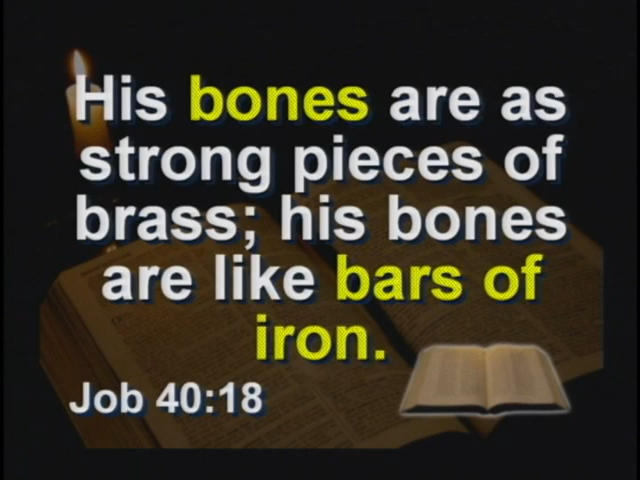 His bones are as
strong pieces of
brass; his bones
are like bars of
iron.
Job 40:18